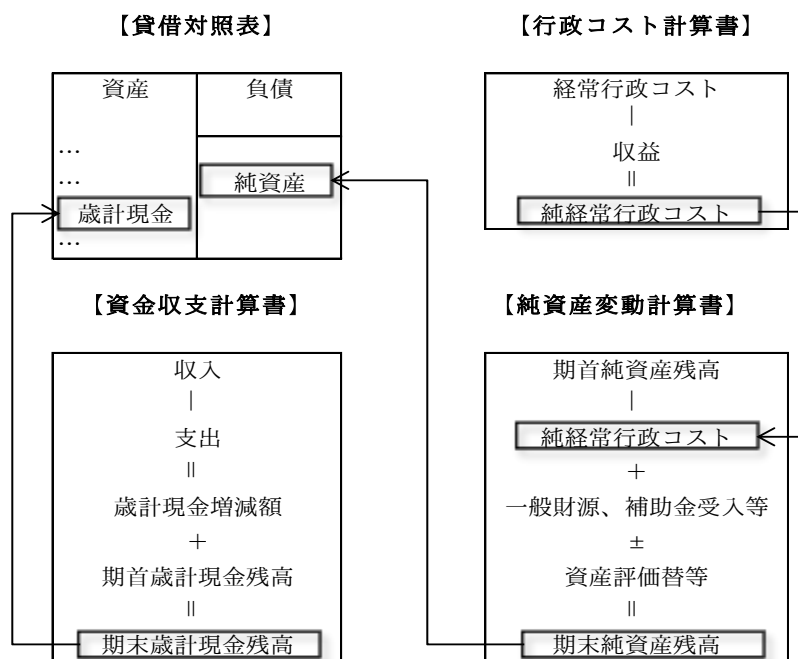 【貸借対照表】
資産
負債
…
…
歳計現金
…
純資産
【行政コスト計算書】
経常行政コスト
|
収益
||
純経常行政コスト
【資金収支計算書】
収入
|
支出
||
歳計現金増減額
+
期首歳計現金残高
||
期末歳計現金残高
【純資産変動計算書】
期首純資産残高
|
純経常行政コスト
+
一般財源、補助金受入等
±
資産評価替等
||
期末純資産残高